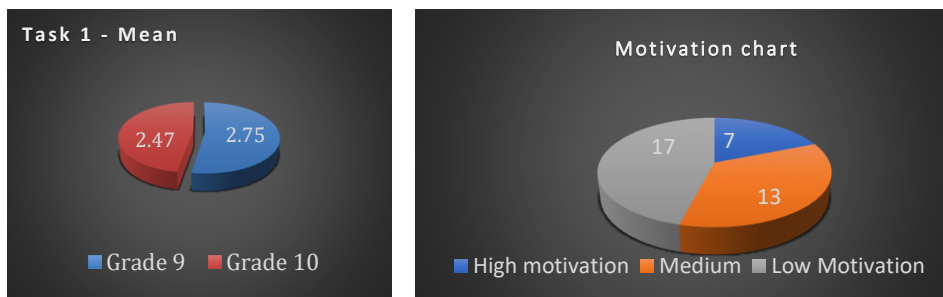 Task 1 - Mean
2.47
2.75
Grade 9 Grade 10
Motivation chart
17
7
13
High motivation Medium Low Motivation